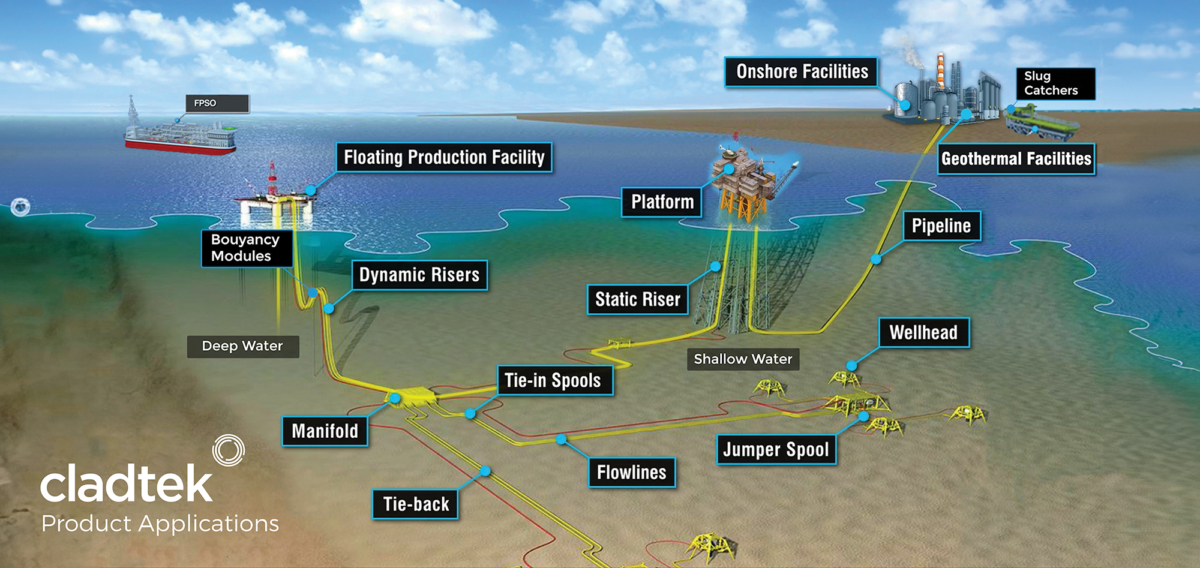 Onshore Facilities
Slug
Catchers
FPSO
Floating Production Facility
Geothermal Facilities
Platform
Pipeline
Bouyancy
Modules
Dynamic Risers
Static Riser
Wellhead
Deep Water
Shallow Water
Tie-in Spools
Manifold
Jumper Spool
Flowlines
cladtek
Tie-back
Product Applications